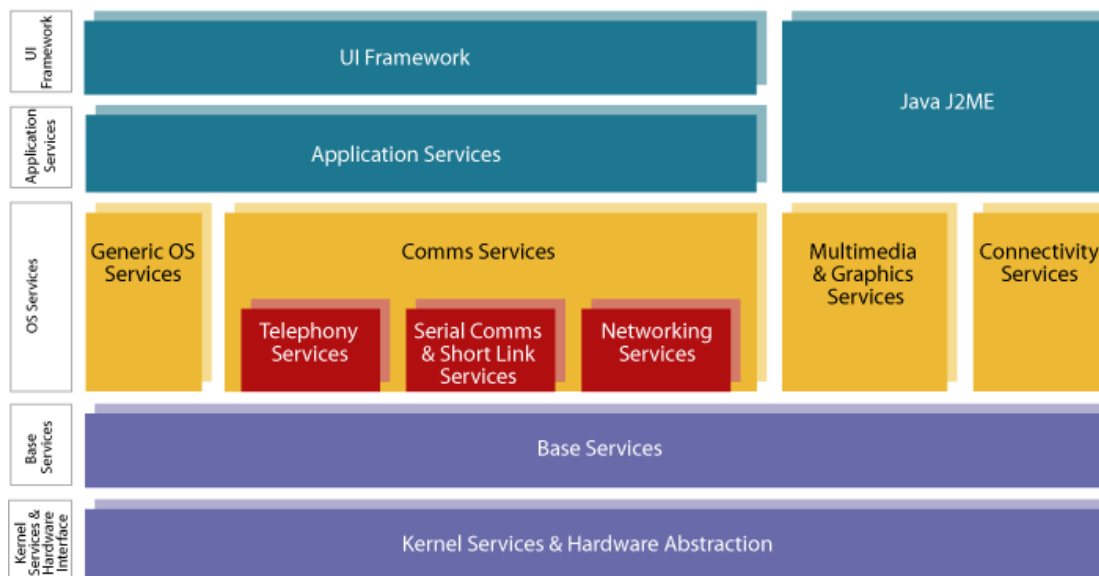 UI
Framework
UI Framework
Java J2ME
Application
Services
Application Services
OS Services
Generic OS
Services
Comms Services
Telephony
Services
Serial Comms
& Short Link
Services
Networking
Services
Multimedia
& Graphics
Services
Connectivity
Services
Base
Services
Base Services
Kernel
Services &
Hardware
Interface
Kernel Services & Hardware Abstraction